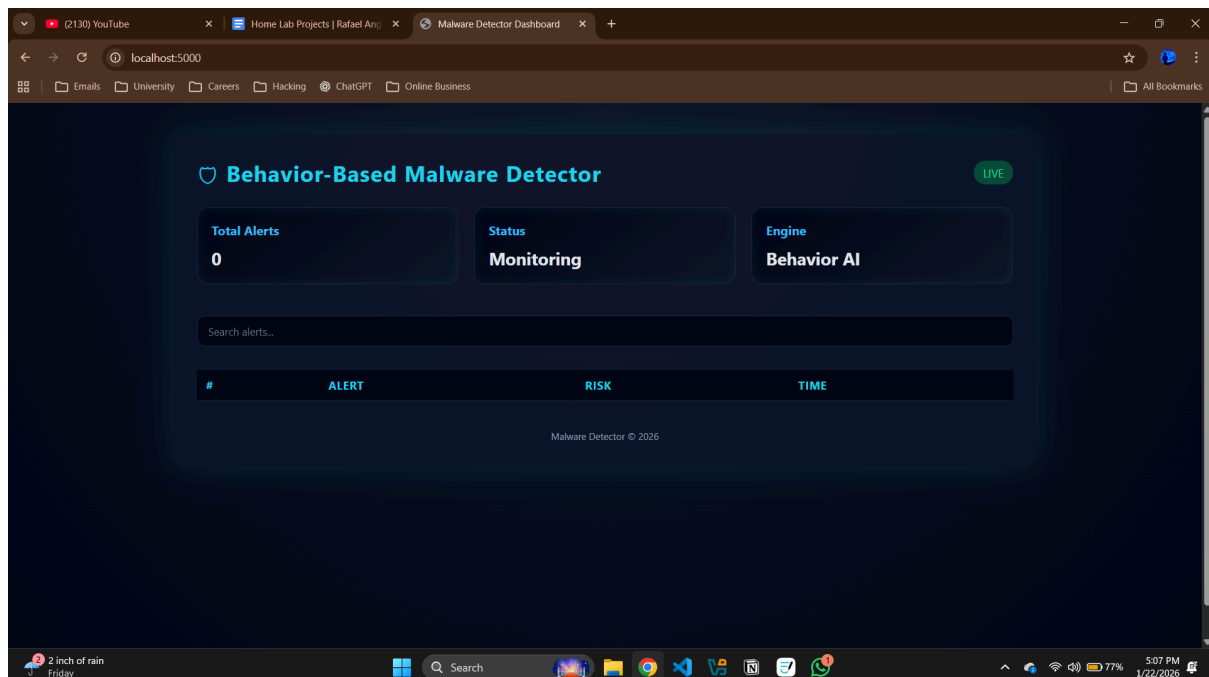 (2130) YouTube
Home Lab Projects | Rafael Ang
Malware Detector Dashboard
localhost:5000
Emails University Careers Hacking ChatGPT Online Business All Bookmarks
Behavior-Based Malware Detector
LIVE
Total Alerts
0
Status
Monitoring
Engine
Behavior AI
Search alerts...
# ALERT RISK TIME
Malware Detector © 2026
2
2 inch of rain
Friday
Search
1
77%
5:07 PM
1/22/2026